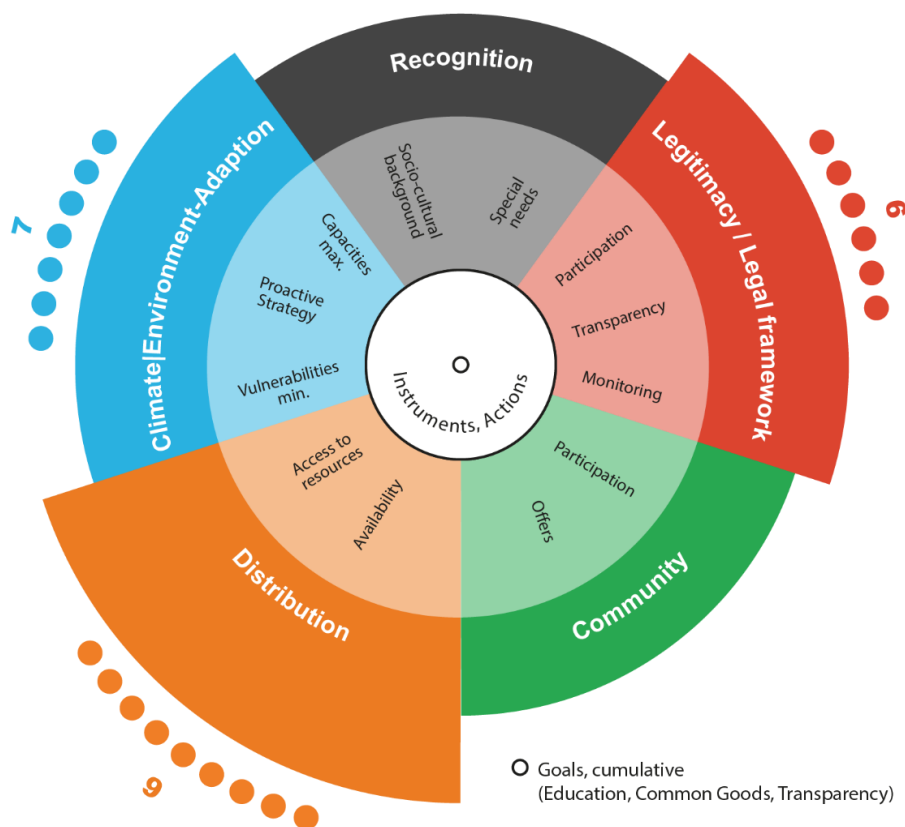 Recognition
Socio-cultural
background
Special
needs
Legitimacy / Legal framework
Participation
Transparency
Monitoring
6
Community
Participation
Offers
Distribution
Access to
resources
Availability
9
Climate|Environment-Adaption
Capacities
max.
Proactive
Strategy
Vulnerabilities
min.
7
Instruments, Actions
Goals, cumulative
(Education, Common Goods, Transparency)